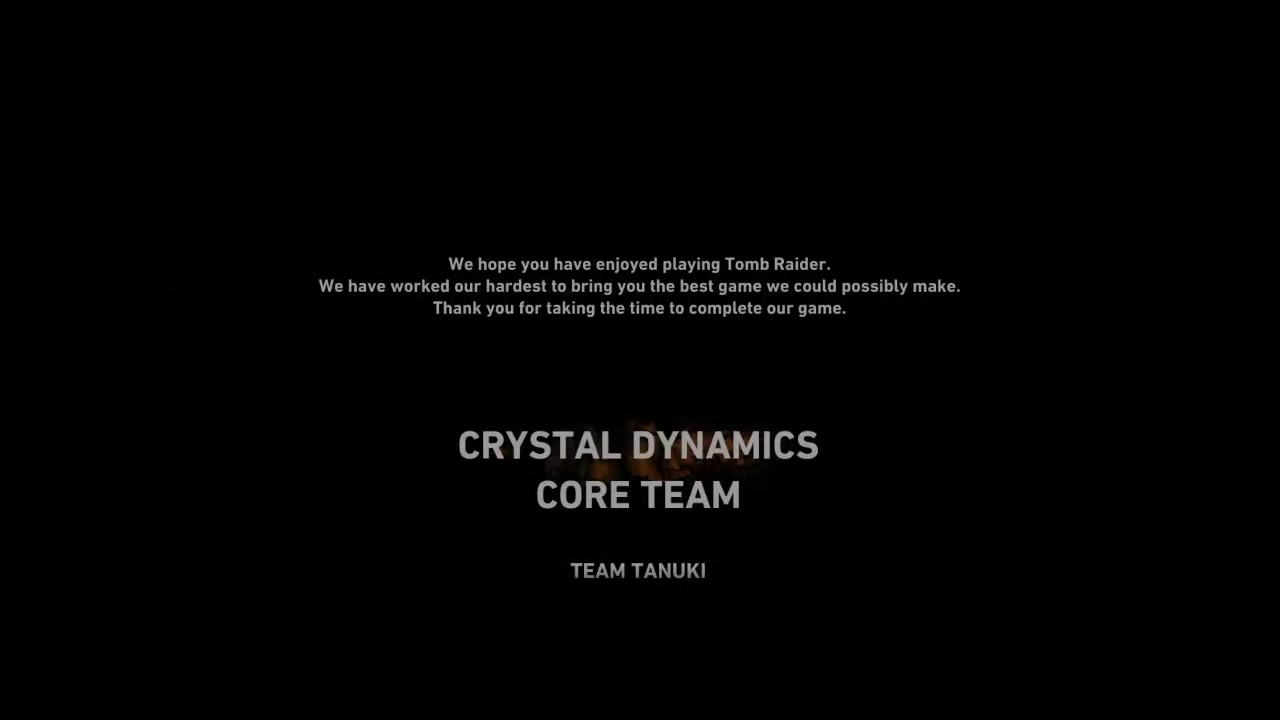 We hope you have enjoyed playing Tomb Raider.
We have worked our hardest to bring you the best game we could possibly make.
Thank you for taking the time to complete our game.
CRYSTAL DYNAMICS
CORE TEAM
TEAM TANUKI